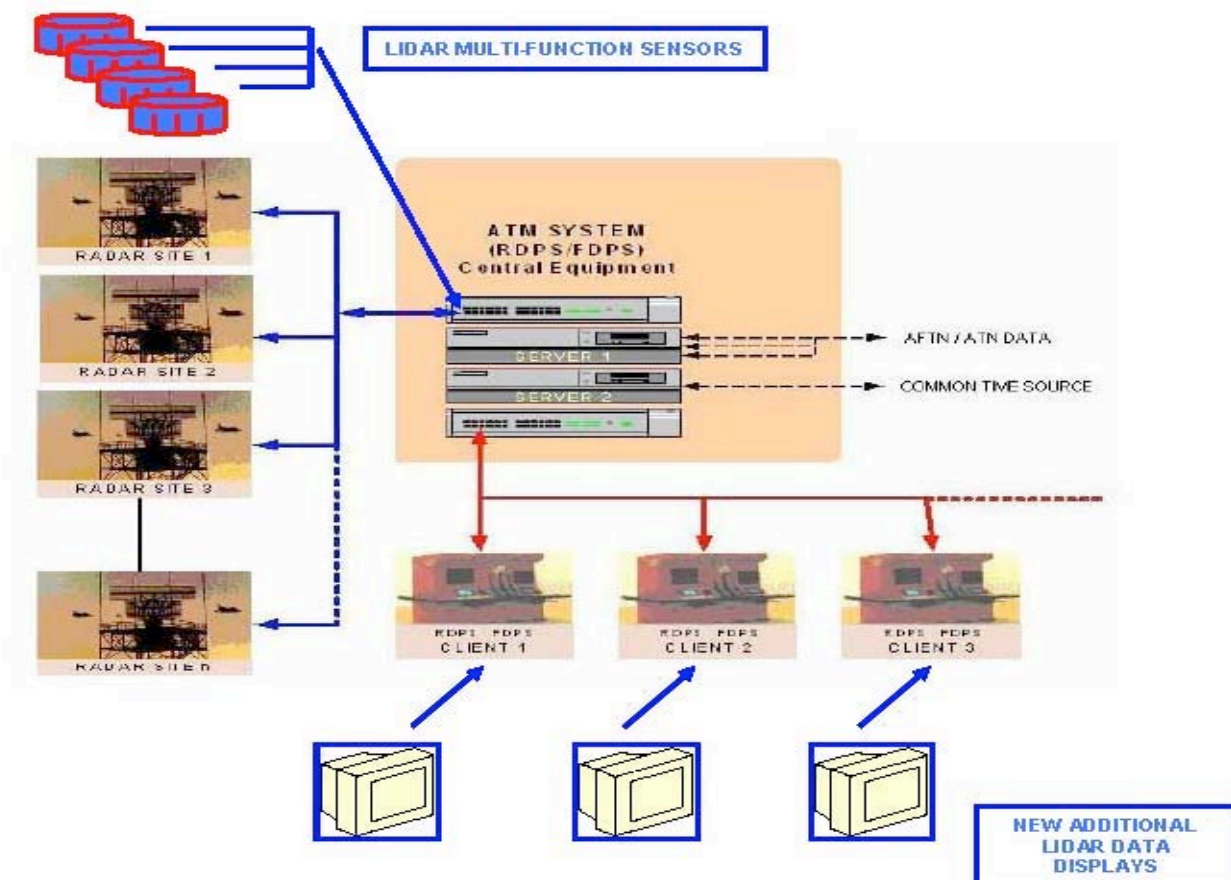 LIDAR MULTI-FUNCTION SENSORS
RADAR SITE 1
RADAR SITE 2
RADAR SITE 3
RADAR SITE n
ATM SYSTEM
(RDPS/FDPS)
Central Equipment
SERVER 1
SERVER 2
AFTN / ATN DATA
COMMON TIME SOURCE
RDPS FDPS
CLIENT 1
RDPS FDPS
CLIENT 2
RDPS FDPS
CLIENT 3
NEW ADDITIONAL
LIDAR DATA
DISPLAYS